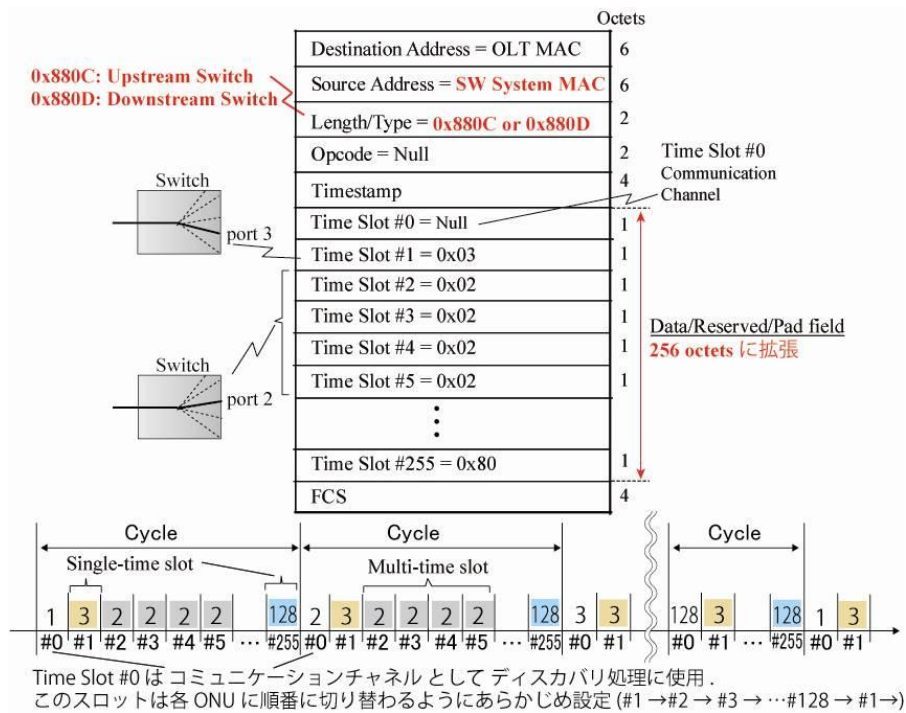 Octets
Destination Address = OLT MAC 6
0x880C: Upstream Switch
0x880D: Downstream Switch
Source Address = SW System MAC 6
Length/Type = 0x880C or 0x880D 2
Opcode = Null 2
Timestamp 4
Time Slot #0
Communication
Channel
Switch
port 3
Time Slot #0 = Null 1
Time Slot #1 = 0x03 1
Time Slot #2 = 0x02 1
Time Slot #3 = 0x02 1
Time Slot #4 = 0x02 1
Time Slot #5 = 0x02 1
Switch
port 2
Data/Reserved/Pad field
256 octets に拡張
Time Slot #255 = 0x80 1
FCS 4
Cycle Cycle Cycle
Single-time slot Multi-time slot
1 3 2 2 2 2 128 2 3 2 2 2 2 128 3 3 128 3 128 1 3
#0 #1 #2 #3 #4 #5 … #255 #0 #1 #2 #3 #4 #5 … #255 #0 #1 #0 #1 … #255 #0 #1
Time Slot #0 は コミュニケーションチャネル として ディスカバリ処理に使用 .
このスロットは各 ONU に順番に切り替わるようにあらかじめ設定 (#1 →#2 → #3 → …#128 → #1→)